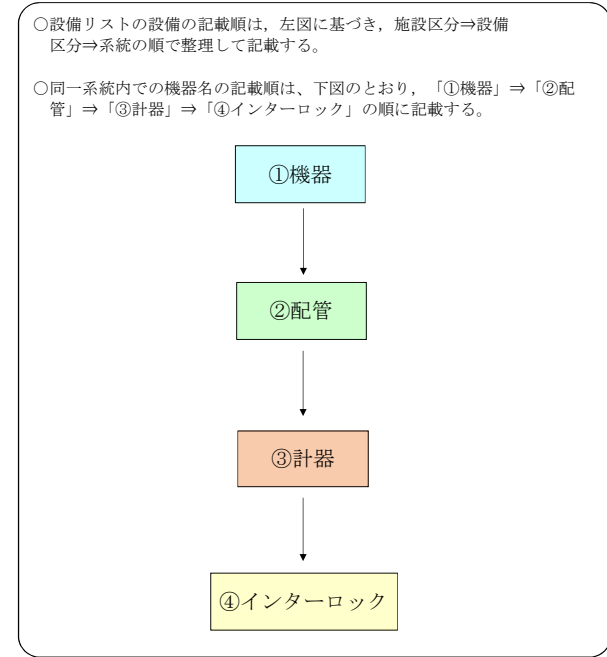 ○設備リストの設備の記載順は，左図に基づき，施設区分⇒設備
区分⇒系統の順で整理して記載する。
○同一系統内での機器名の記載順は、下図のとおり，「①機器」⇒「②配
管」⇒「③計器」⇒「④インターロック」の順に記載する。
①機器
②配管
③計器
④インターロック